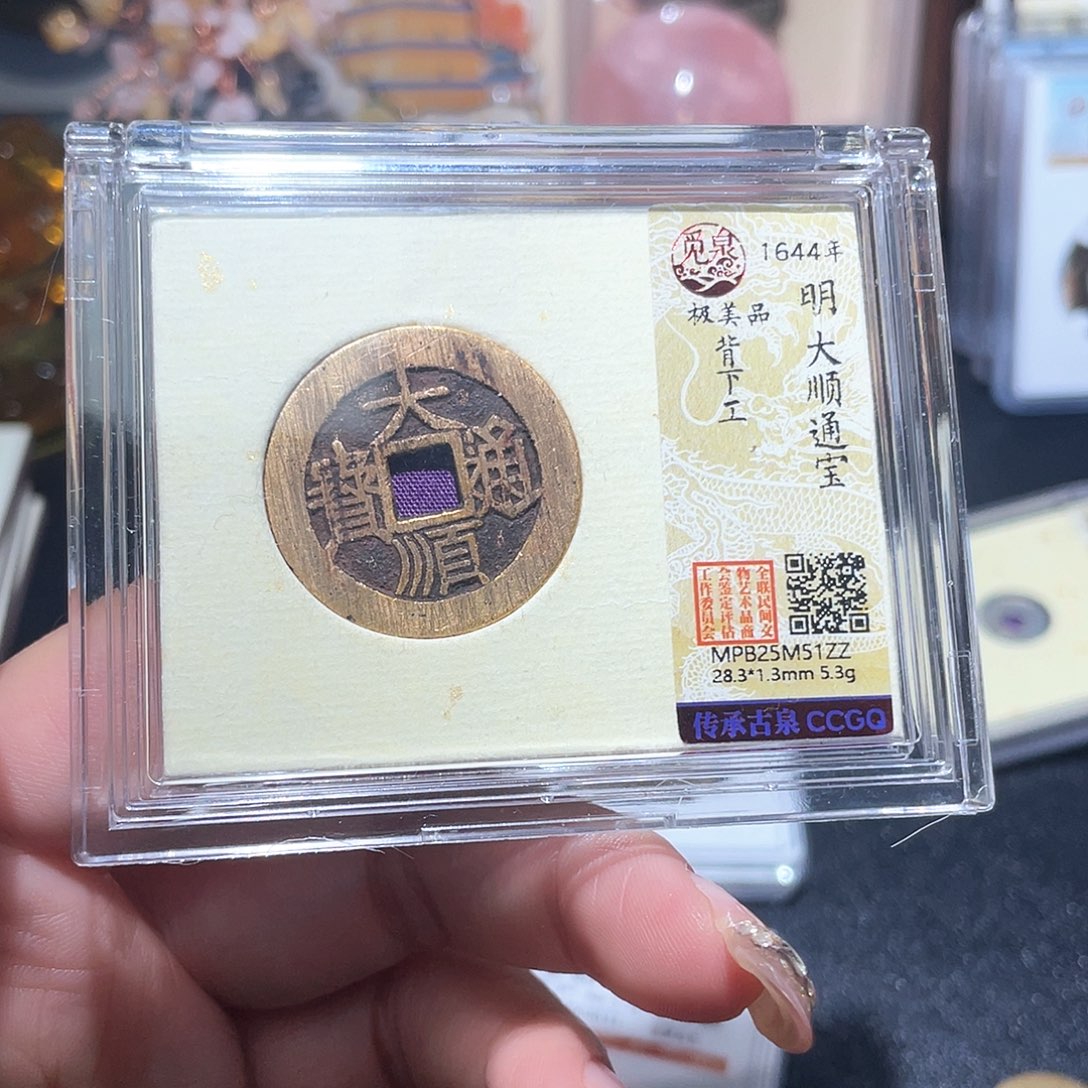 大顺通寶
觅泉
1644年
极美品
背下工
明 大顺通宝
全联民间文
物艺术品商
会鉴定评估
工作委员会
MPB25M51ZZ
28.3*1.3mm 5.3g
传承古泉 CCGQ